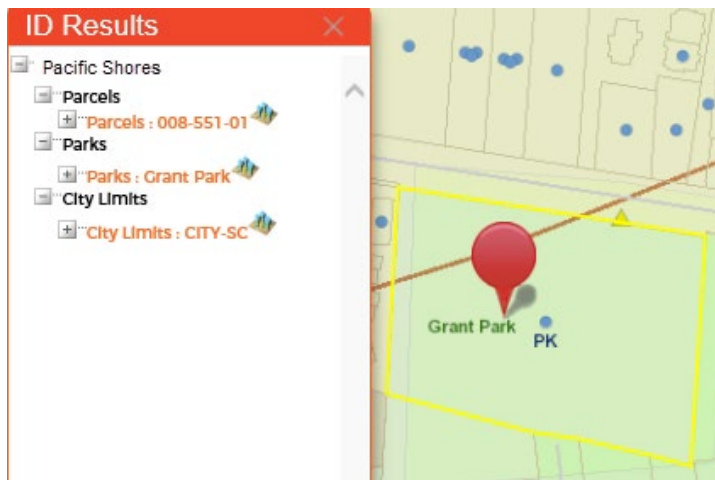 ID Results
Pacific Shores
Parcels
Parcels : 008-551-01
Parks
Parks : Grant Park
City Limits
City Limits : CITY-SC
Grant Park
PK